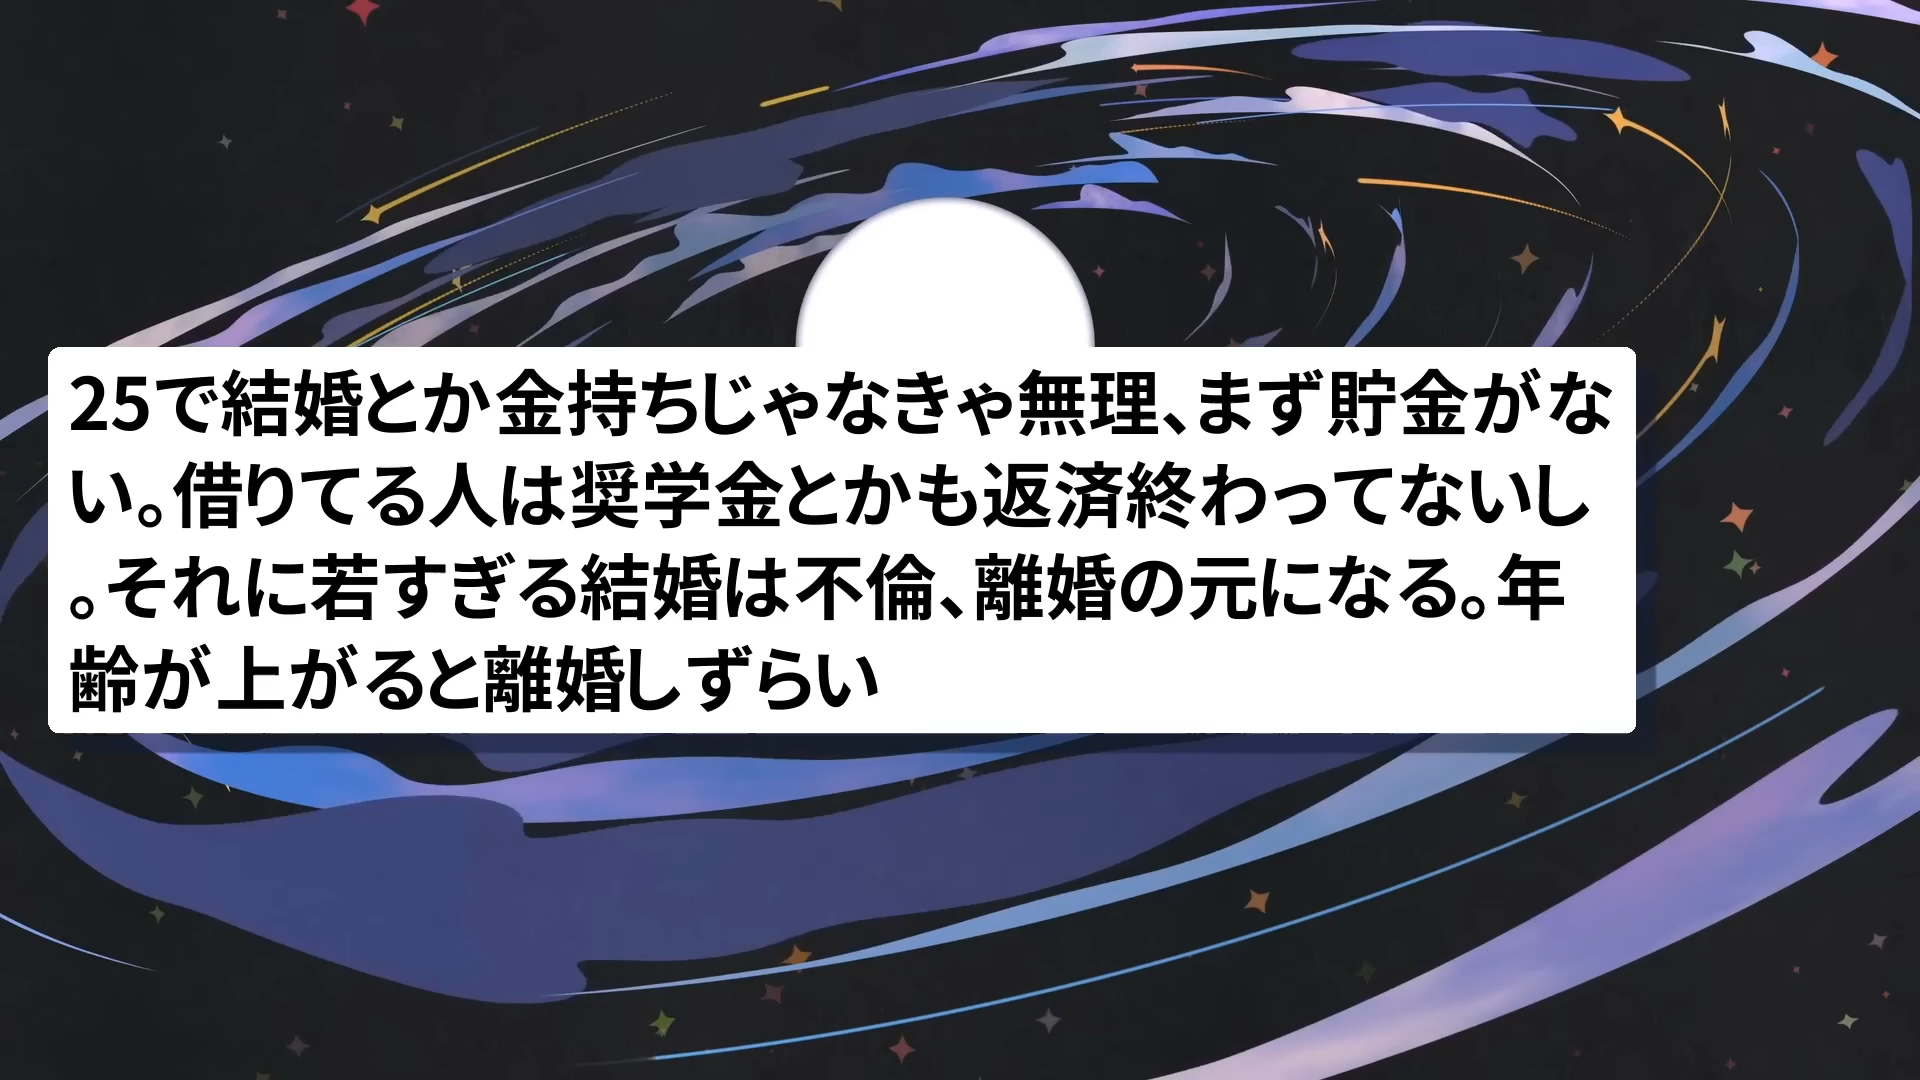 25で結婚とか金持ちじゃなきゃ無理、まず貯金がな
い。借りてる人は奨学金とかも返済終わってないし
。それに若すぎる結婚は不倫、離婚の元になる。年
齢が上がると離婚しずらい